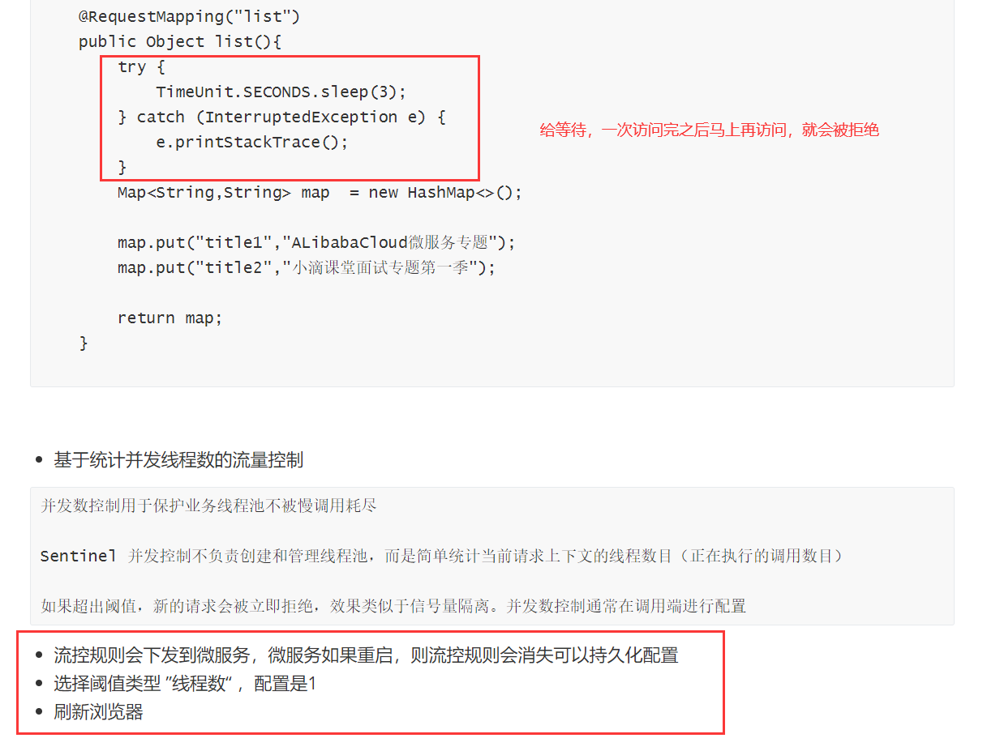 @RequestMapping("list")
public Object list(){
try {
TimeUnit.SECONDS.sleep(3);
} catch (InterruptedException e) {
e.printStackTrace();
}
给等待，一次访问完之后马上再访问，就会被拒绝
Map<String,String> map  = new HashMap<>();
map.put("title1","ALibabaCloud微服务专题");
map.put("title2","小滴课堂面试专题第一季");
return map;
}
• 基于统计并发线程数的流量控制
并发数控制用于保护业务线程池不被慢调用耗尽
Sentinel 并发控制不负责创建和管理线程池，而是简单统计当前请求上下文的线程数目（正在执行的调用数目）
如果超出阈值，新的请求会被立即拒绝，效果类似于信号量隔离。并发数控制通常在调用端进行配置
• 流控规则会下发到微服务，微服务如果重启，则流控规则会消失可以持久化配置
• 选择阈值类型 ”线程数“ ，配置是1
• 刷新浏览器